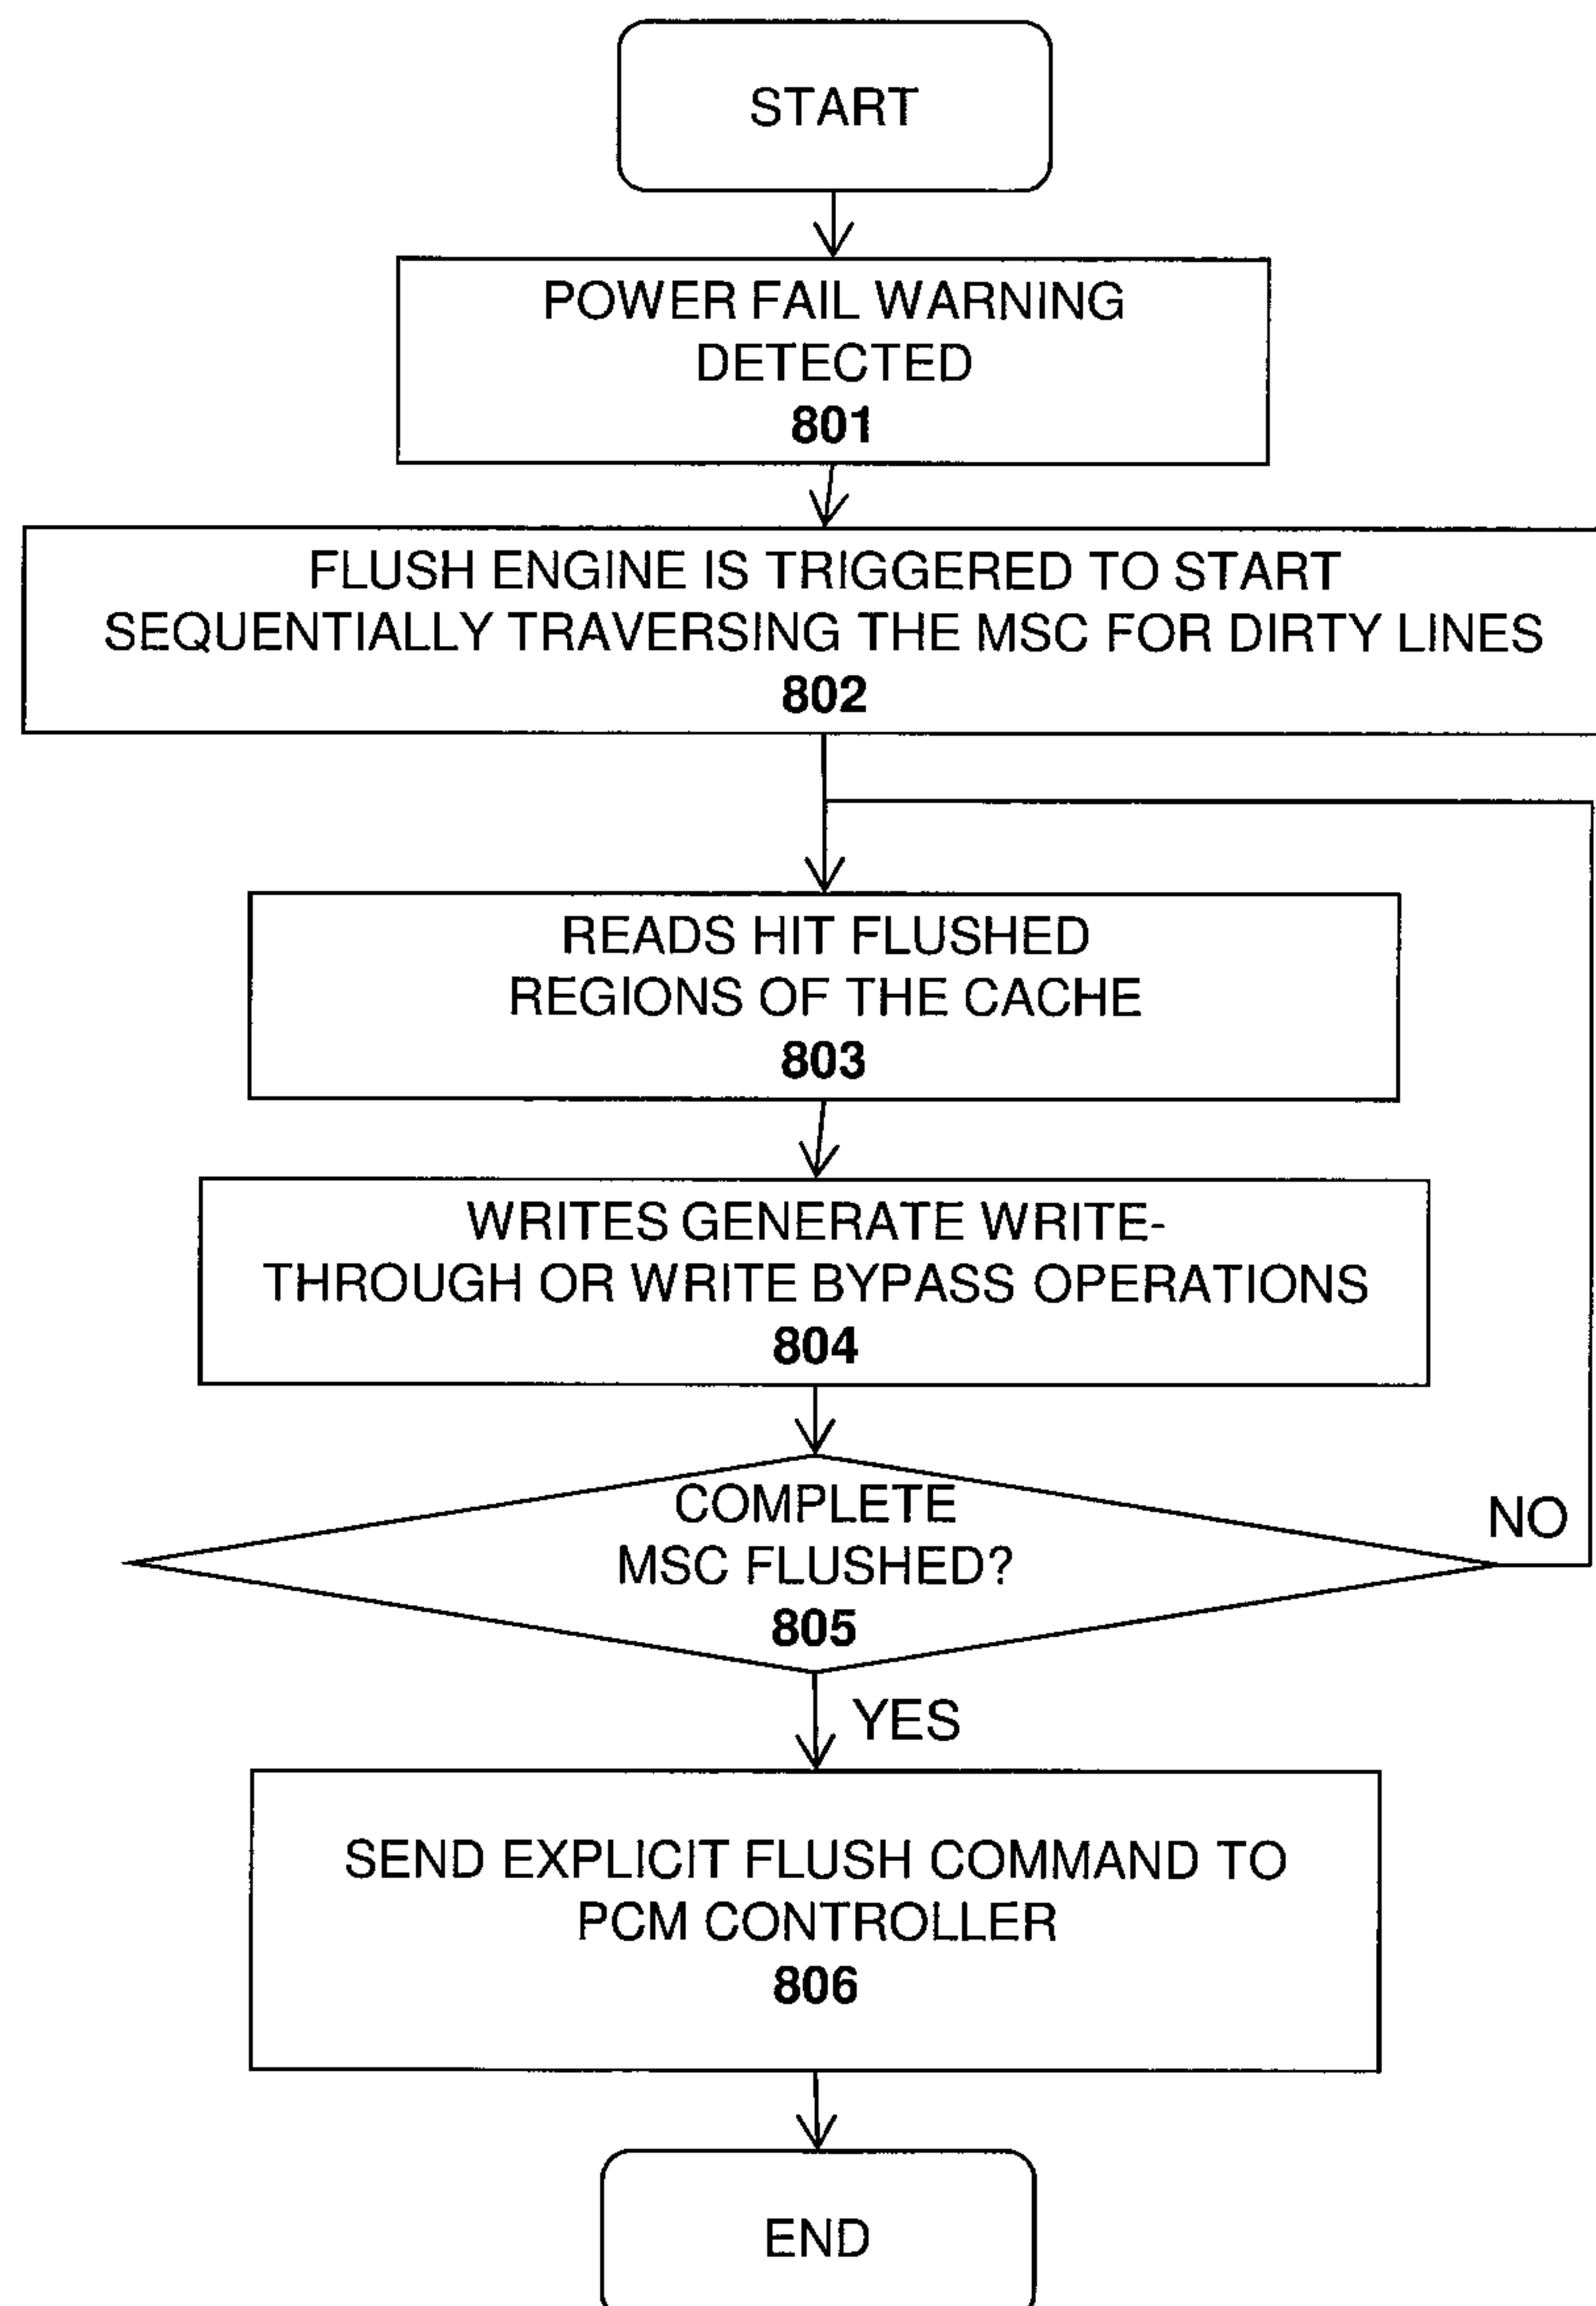 START
POWER FAIL WARNING
DETECTED
801
FLUSH ENGINE IS TRIGGERED TO START
SEQUENTIALLY TRAVERSING THE MSC FOR DIRTY LINES
802
READS HIT FLUSHED
REGIONS OF THE CACHE
803
WRITES GENERATE WRITE-
THROUGH OR WRITE BYPASS OPERATIONS
804
COMPLETE
MSC FLUSHED?
805
NO
YES
SEND EXPLICIT FLUSH COMMAND TO
PCM CONTROLLER
806
END